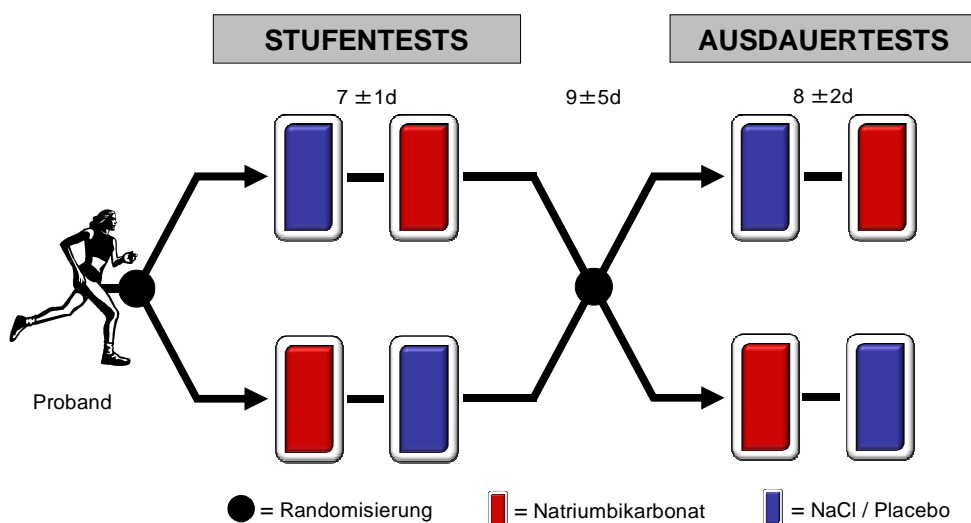 STUFENTESTS
AUSDAUERTESTS
7 ±1d
9±5d
8 ±2d
Proband
= Randomisierung
= Natriumbikarbonat
= NaCl / Placebo